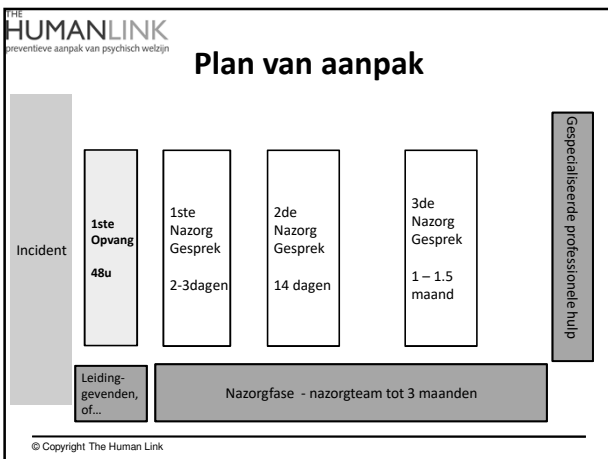 THE
HUMANLINK
preventieve aanpak van psychisch welzijn
Plan van aanpak
Incident
1ste
Opvang
48u
1ste
Nazorg
Gesprek
2-3dagen
2de
Nazorg
Gesprek
14 dagen
3de
Nazorg
Gesprek
1 – 1.5
maand
Gespecialiseerde professionele hulp
Leiding-
gevenden,
of…
Nazorgfase - nazorgteam tot 3 maanden
© Copyright The Human Link